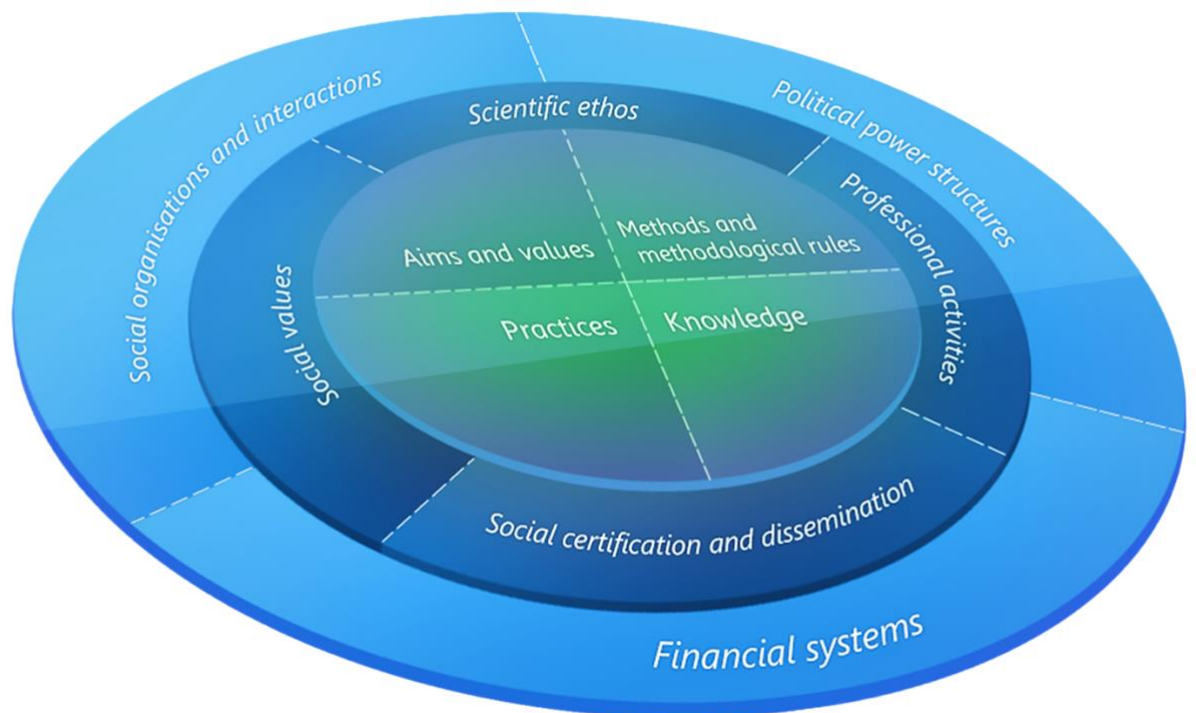 Social organisations and interactions
Political power structures
Scientific ethos
Professional activities
Social values
Aims and values
Methods and
methodological rules
Practices
Knowledge
Social certification and dissemination
Financial systems